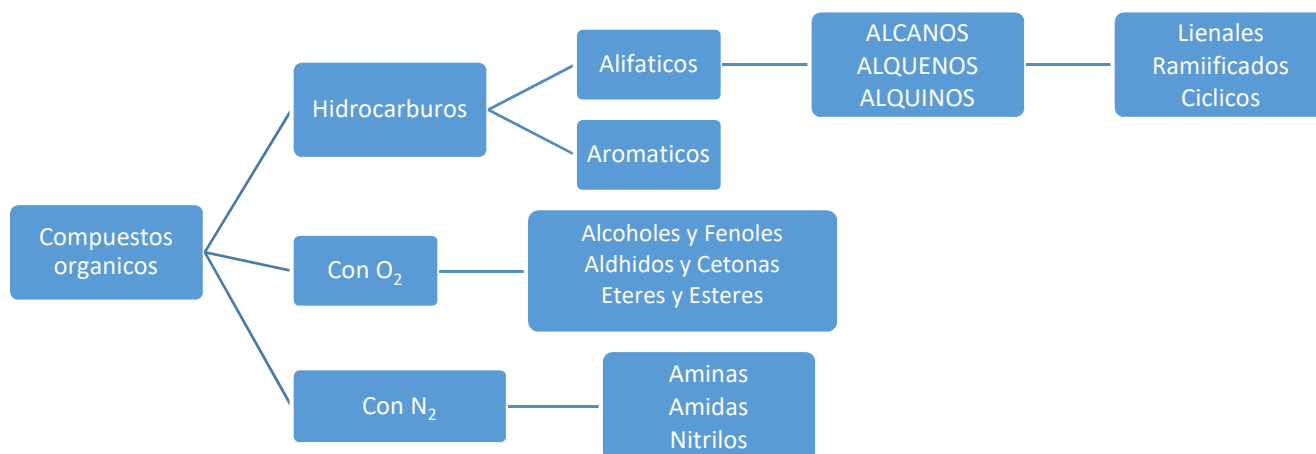 Compuestos
organicos
Hidrocarburos
Alifaticos
ALCANOS
ALQUENOS
ALQUINOS
Lienales
Ramiificados
Ciclicos
Aromaticos
Con O₂
Alcoholes y Fenoles
Aldhidos y Cetonas
Eteres y Esteres
Con N₂
Aminas
Amidas
Nitrilos